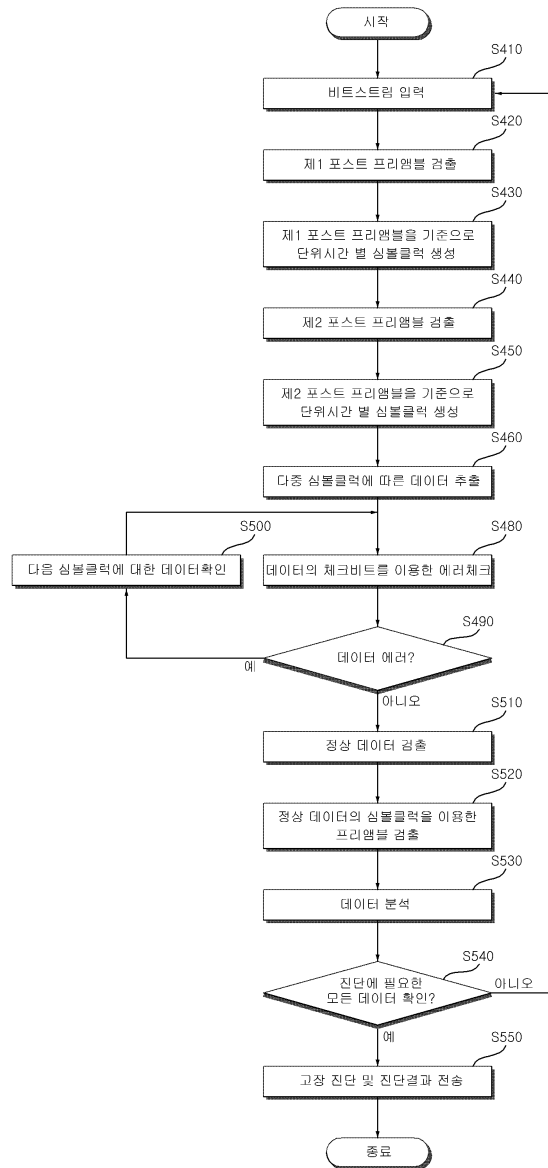 시작
S410
비트스트림 입력
S420
제1 포스트 프리앰블 검출
S430
제1 포스트 프리앰블을 기준으로
단위시간 별 심볼클럭 생성
S440
제2 포스트 프리앰블 검출
S450
제2 포스트 프리앰블을 기준으로
단위시간 별 심볼클럭 생성
S460
다중 심볼클럭에 따른 데이터 추출
S500
다음 심볼클럭에 대한 데이터확인
S480
데이터의 체크비트를 이용한 에러체크
S490
데이터 에러?
예
아니오
S510
정상 데이터 검출
S520
정상 데이터의 심볼클럭을 이용한
프리앰블 검출
S530
데이터 분석
S540
진단에 필요한
모든 데이터 확인?
아니오
예
S550
고장 진단 및 진단결과 전송
종료